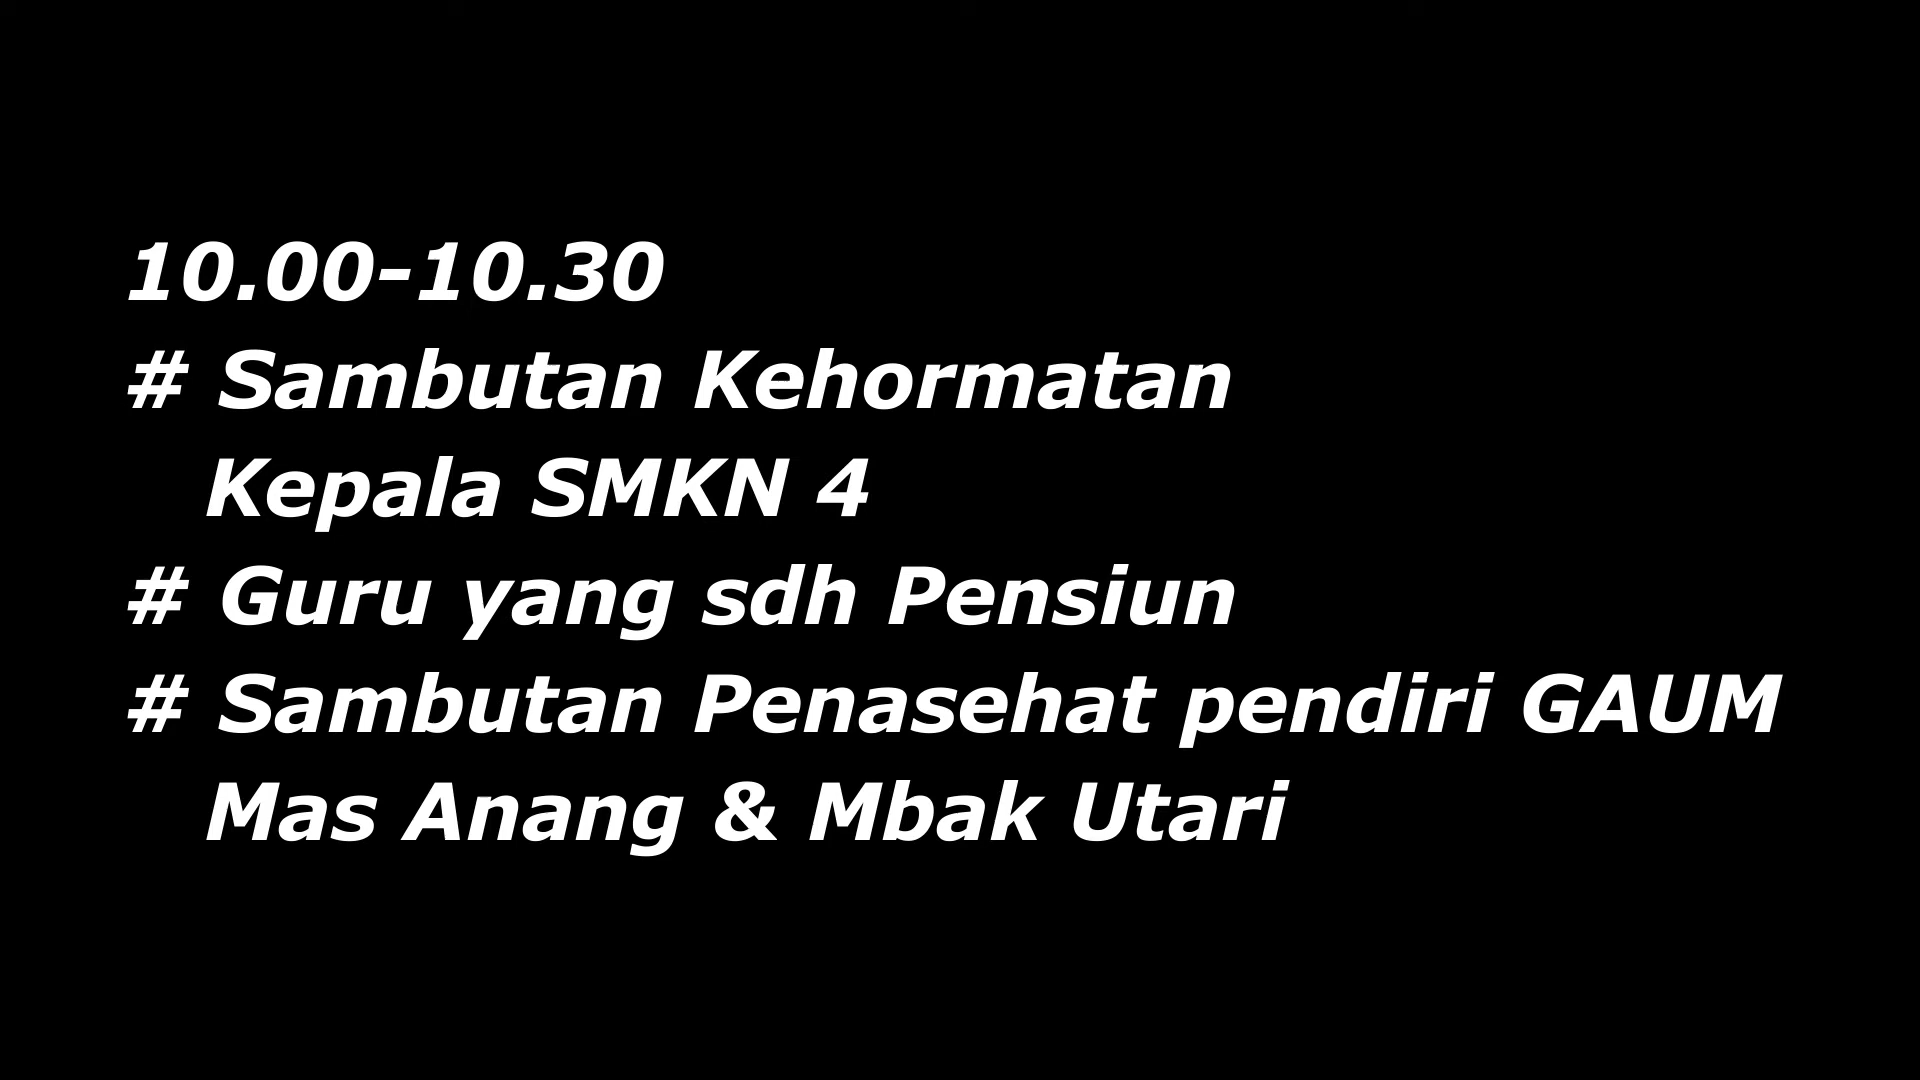 10.00-10.30
# Sambutan Kehormatan
Kepala SMKN 4
# Guru yang sdh Pensiun
# Sambutan Penasehat pendiri GAUM
Mas Anang & Mbak Utari